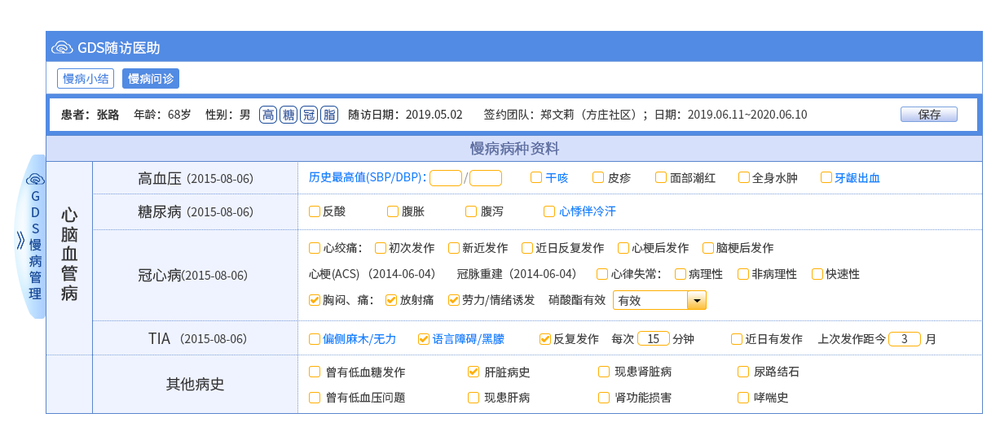 GDS随访医助
慢病小结 慢病问诊
患者：张路 年龄：68岁 性别：男 高 糖 冠 脂 随访日期：2019.05.02 签约团队：郑文莉（方庄社区）；日期：2019.06.11~2020.06.10 保存
慢病病种资料
GDS慢病管理
心脑血管病
高血压（2015-08-06） 历史最高值(SBP/DBP)： / 干咳 皮疹 面部潮红 全身水肿 牙龈出血
糖尿病（2015-08-06） 反酸 腹胀 腹泻 心悸伴冷汗
冠心病(2015-08-06） 心绞痛： 初次发作 新近发作 近日反复发作 心梗后发作 脑梗后发作
心梗(ACS)（2014-06-04） 冠脉重建（2014-06-04） 心律失常： 病理性 非病理性 快速性
胸闷、痛： 放射痛 劳力/情绪诱发 硝酸酯有效 有效
TIA （2015-08-06） 偏侧麻木/无力 语言障碍/黑朦 反复发作 每次 15 分钟 近日有发作 上次发作距今 3 月
其他病史 曾有低血糖发作 肝脏病史 现患肾脏病 尿路结石
曾有低血压问题 现患肝病 肾功能损害 哮喘史